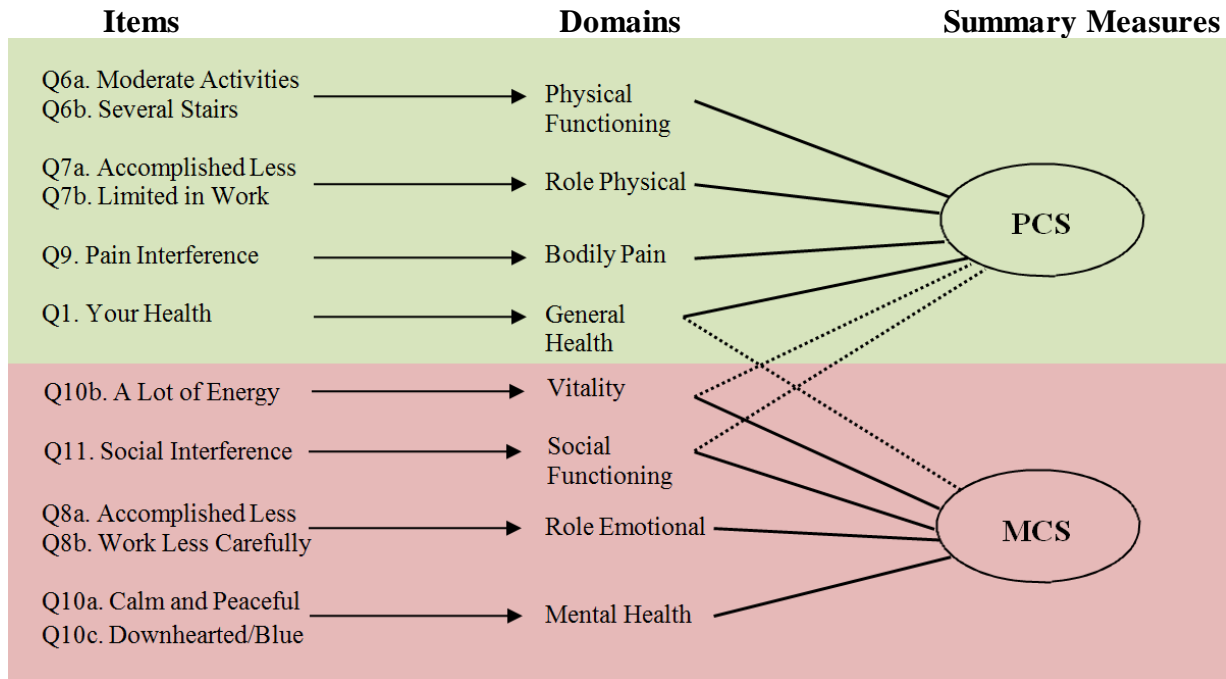 Items Domains Summary Measures
Q6a. Moderate Activities
Q6b. Several Stairs
Physical
Functioning
Q7a. Accomplished Less
Q7b. Limited in Work
Role Physical
PCS
Q9. Pain Interference
Bodily Pain
Q1. Your Health
General
Health
Q10b. A Lot of Energy
Vitality
Q11. Social Interference
Social
Functioning
Q8a. Accomplished Less
Q8b. Work Less Carefully
Role Emotional
MCS
Q10a. Calm and Peaceful
Q10c. Downhearted/Blue
Mental Health